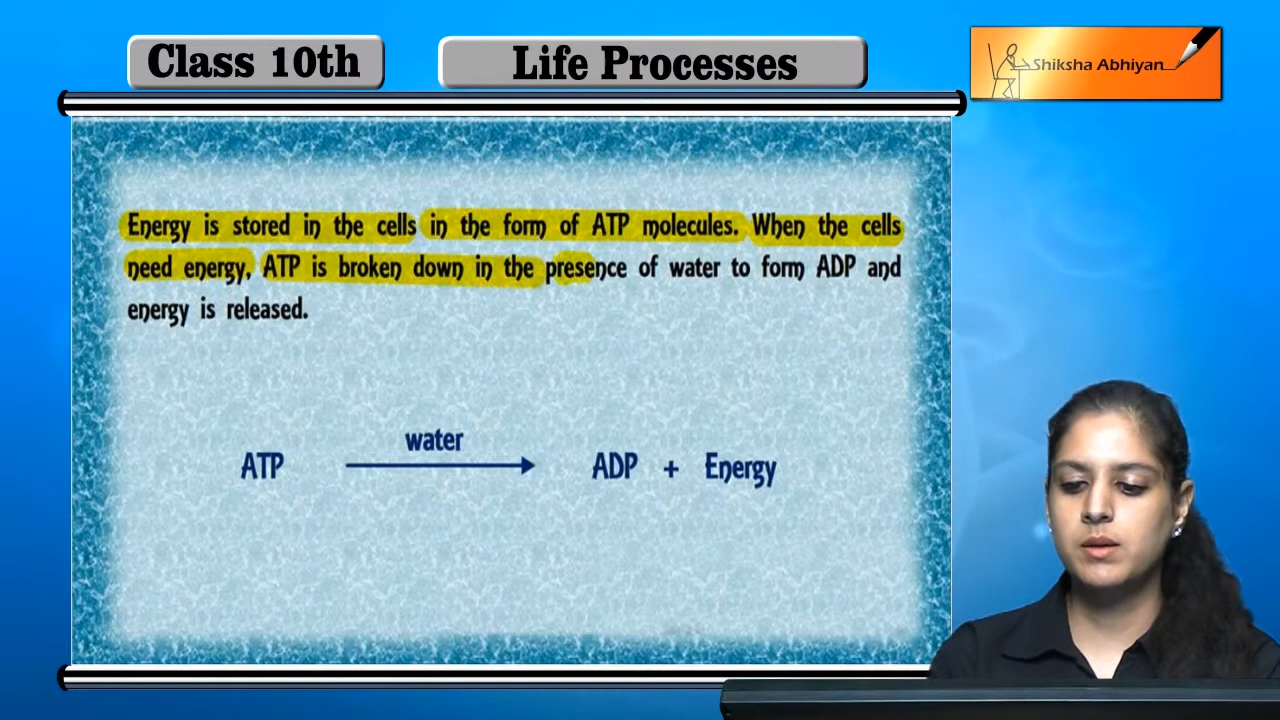 Class 10th
Life Processes
Shiksha Abhiyan
Energy is stored in the cells in the form of ATP molecules. When the cells
need energy, ATP is broken down in the presence of water to form ADP and
energy is released.
water
ATP ADP + Energy